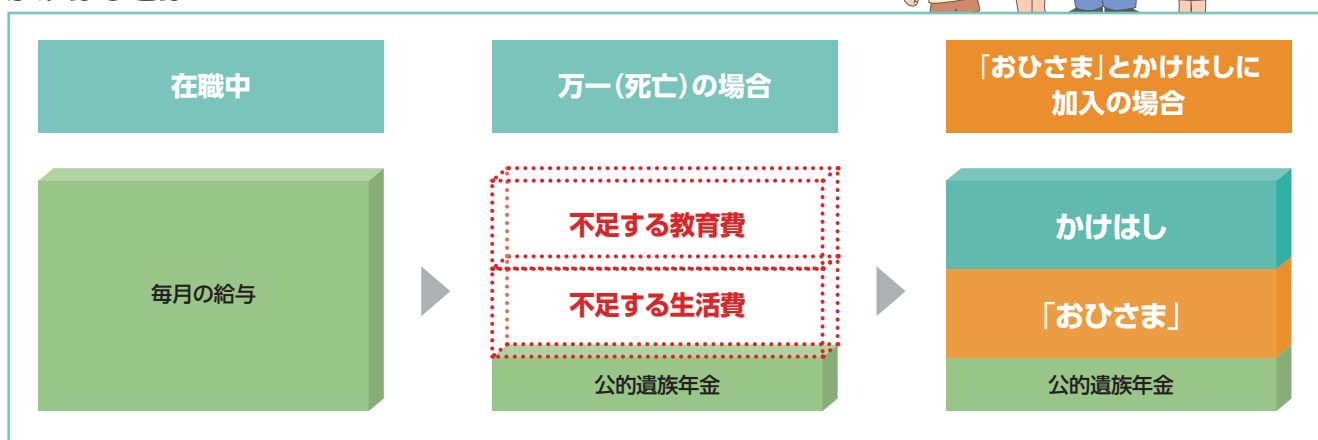 在職中
万一(死亡)の場合
「おひさま」とかけはしに
加入の場合
毎月の給与
不足する教育費
不足する生活費
公的遺族年金
かけはし
「おひさま」
公的遺族年金